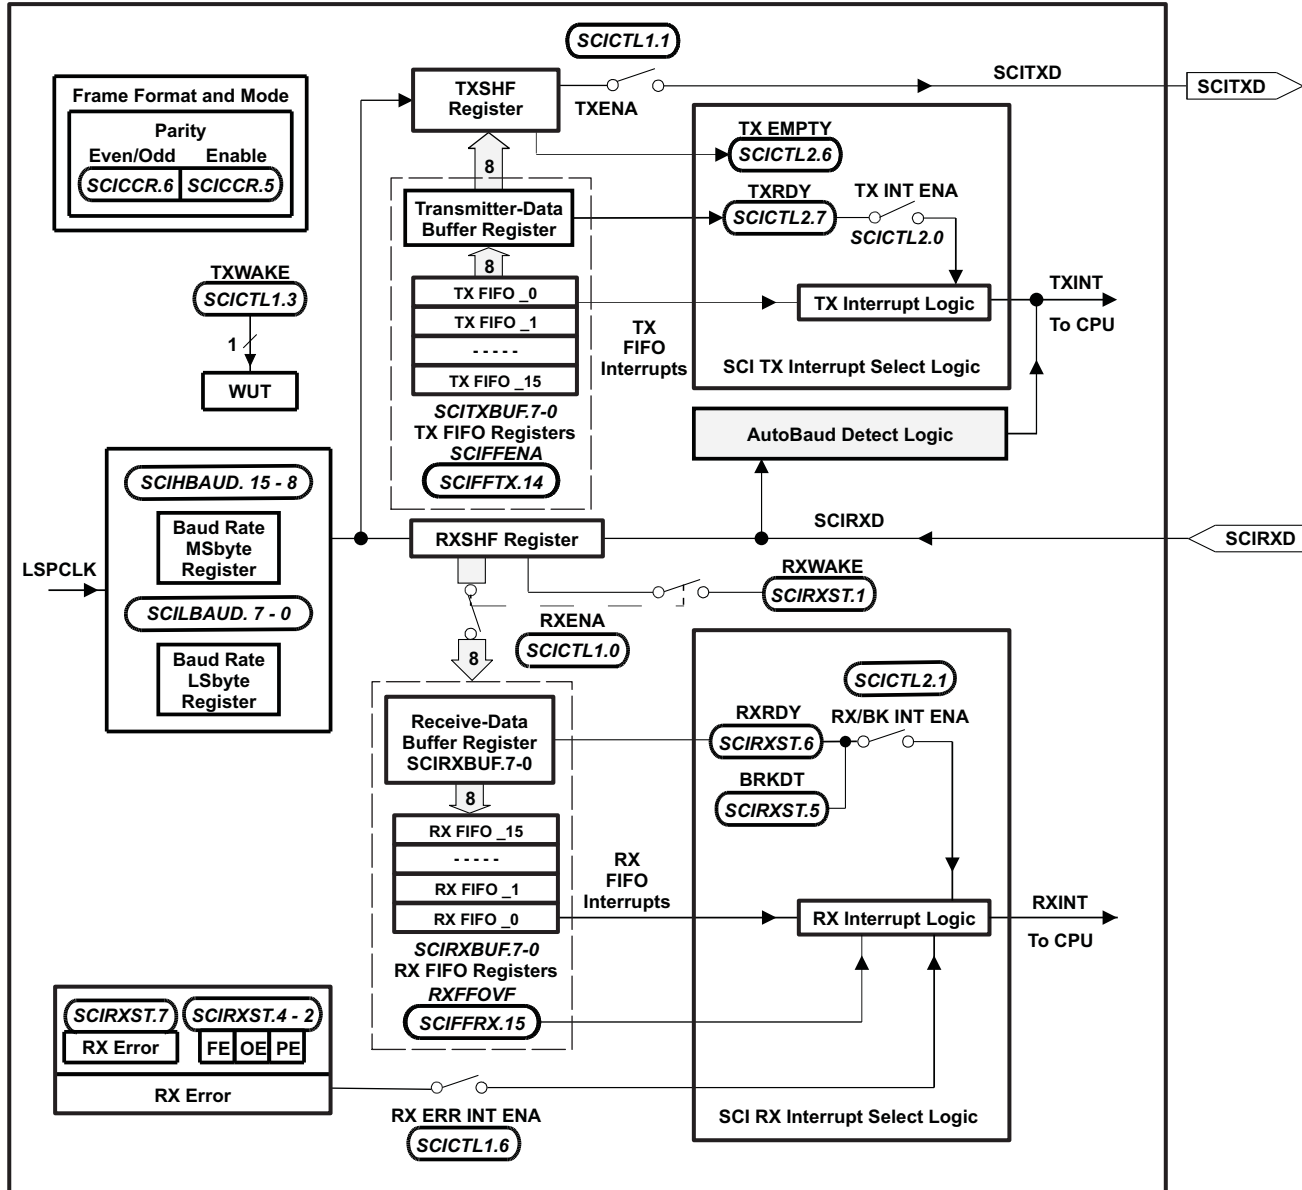 SCICTL1.1
TXSHF
Register
TXENA
SCITXD
SCITXD
Frame Format and Mode
Parity
Even/Odd Enable
SCICCR.6 SCICCR.5
TX EMPTY
SCICTL2.6
8
Transmitter-Data
Buffer Register
TXRDY
SCICTL2.7
TX INT ENA
SCICTL2.0
8
TXWAKE
SCICTL1.3
1
WUT
TX FIFO _0
TX FIFO _1
- - - - -
TX FIFO _15
TX
FIFO
Interrupts
TX Interrupt Logic
TXINT
To CPU
SCI TX Interrupt Select Logic
SCITXBUF.7-0
TX FIFO Registers
SCIFFENA
SCIFFTX.14
AutoBaud Detect Logic
LSPCLK
SCIHBAUD. 15 - 8
Baud Rate
MSbyte
Register
SCILBAUD. 7 - 0
Baud Rate
LSbyte
Register
RXSHF Register
SCIRXD
SCIRXD
RXWAKE
SCIRXST.1
RXENA
SCICTL1.0
8
Receive-Data
Buffer Register
SCIRXBUF.7-0
8
SCICTL2.1
RXRDY
SCIRXST.6
RX/BK INT ENA
BRKDT
SCIRXST.5
RX FIFO _15
- - - - -
RX FIFO _1
RX FIFO _0
RX
FIFO
Interrupts
RX Interrupt Logic
RXINT
To CPU
SCIRXBUF.7-0
RX FIFO Registers
RXFFOVF
SCIFFRX.15
SCIRXST.7 SCIRXST.4 - 2
RX Error FE OE PE
RX Error
RX ERR INT ENA
SCICTL1.6
SCI RX Interrupt Select Logic